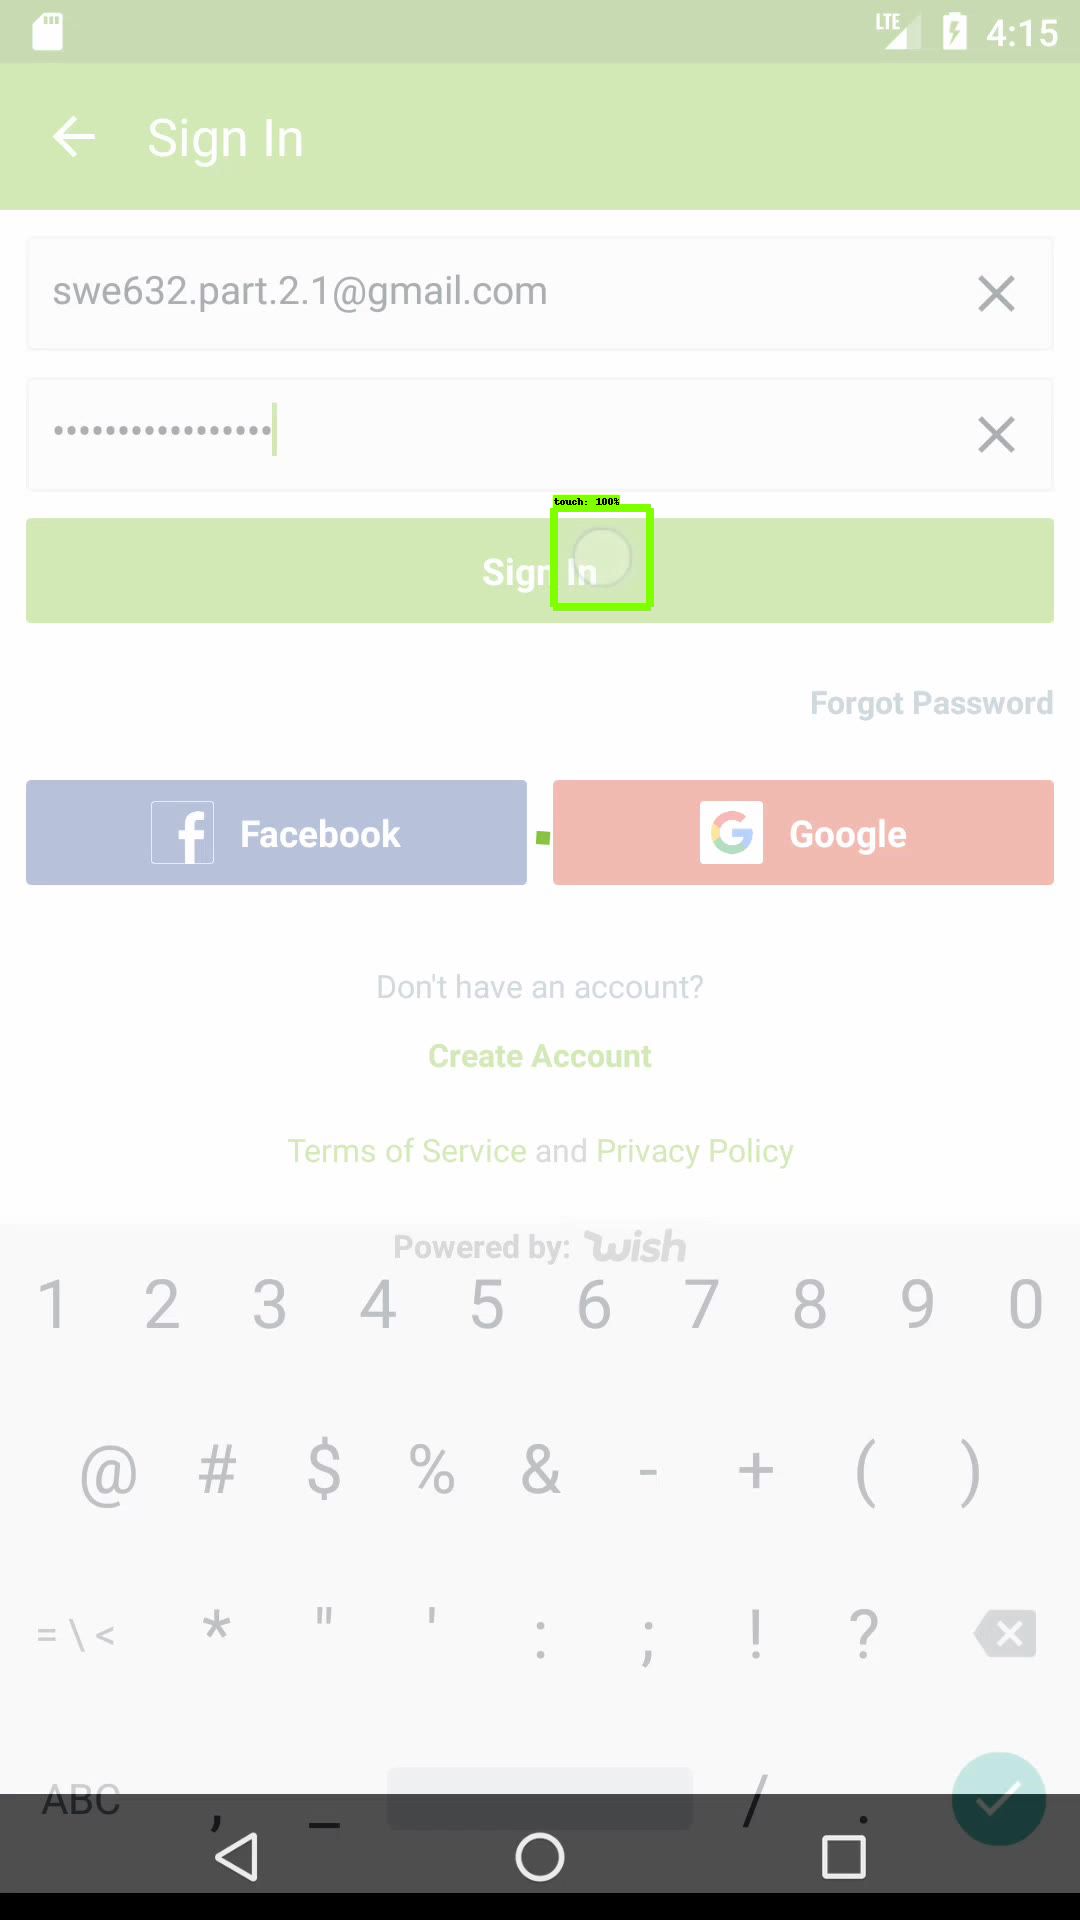 LTE 4:15
Sign In
swe632.part.2.1@gmail.com
•••••••••••••••••
touch: 100%
Sign In
Forgot Password
Facebook
Google
Don't have an account?
Create Account
Terms of Service and Privacy Policy
Powered by: wish
1 2 3 4 5 6 7 8 9 0
@ # $ % & - + ( )
= \ < * " ' : ; ! ?
ABC , _ / .